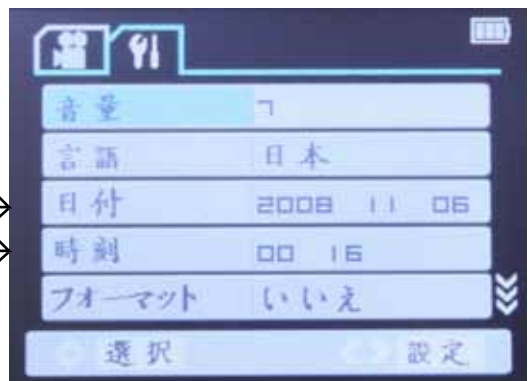 音量 7
言語 日本
日付 2008 11 06
時刻 00 16
フォーマット いいえ
選択 設定